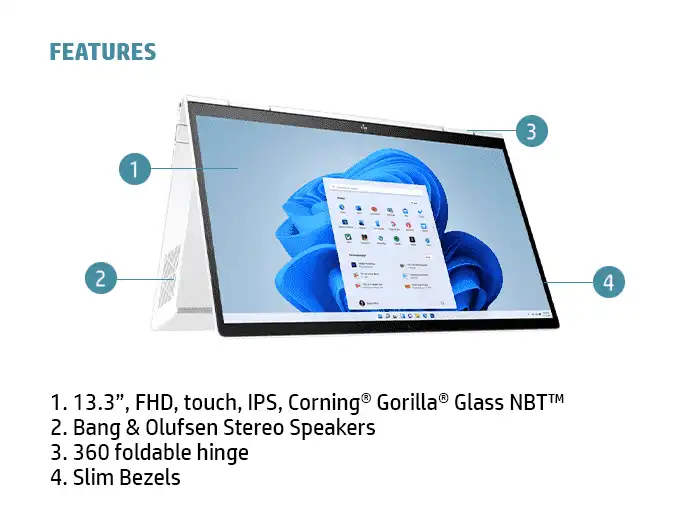 FEATURES
3
1
2
4
1. 13.3”, FHD, touch, IPS, Corning® Gorilla® Glass NBT™
2. Bang & Olufsen Stereo Speakers
3. 360 foldable hinge
4. Slim Bezels